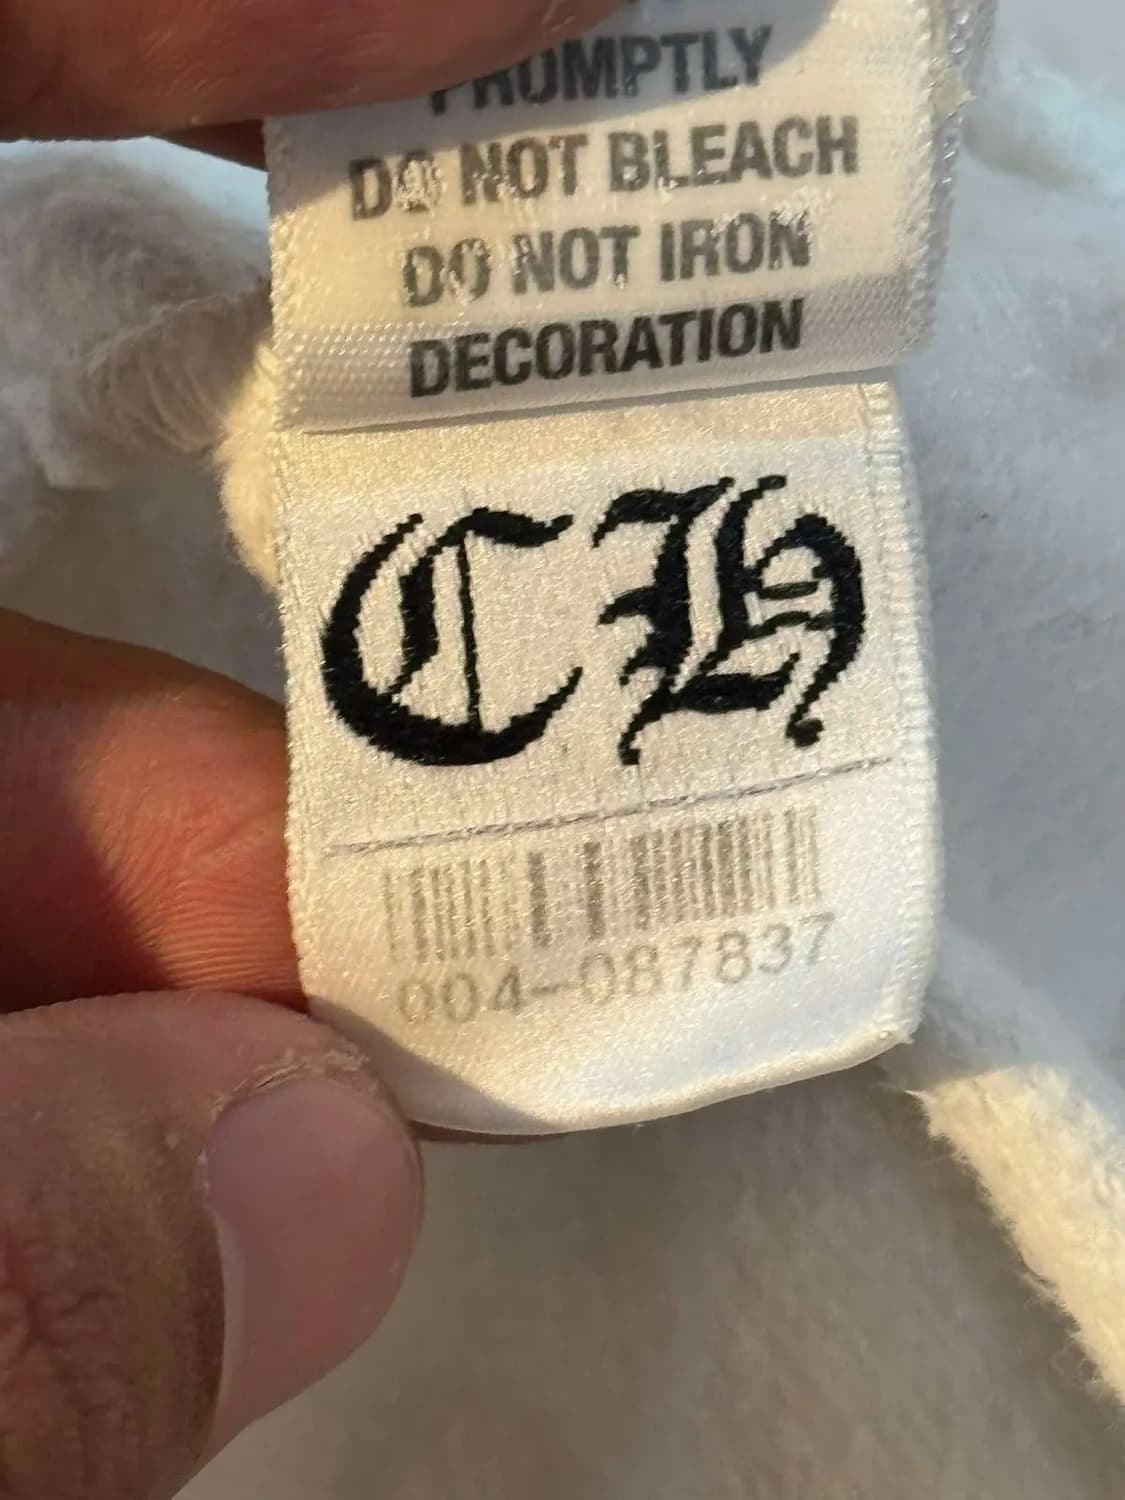 PROMPTLY
DO NOT BLEACH
DO NOT IRON
DECORATION
CH
004-087837